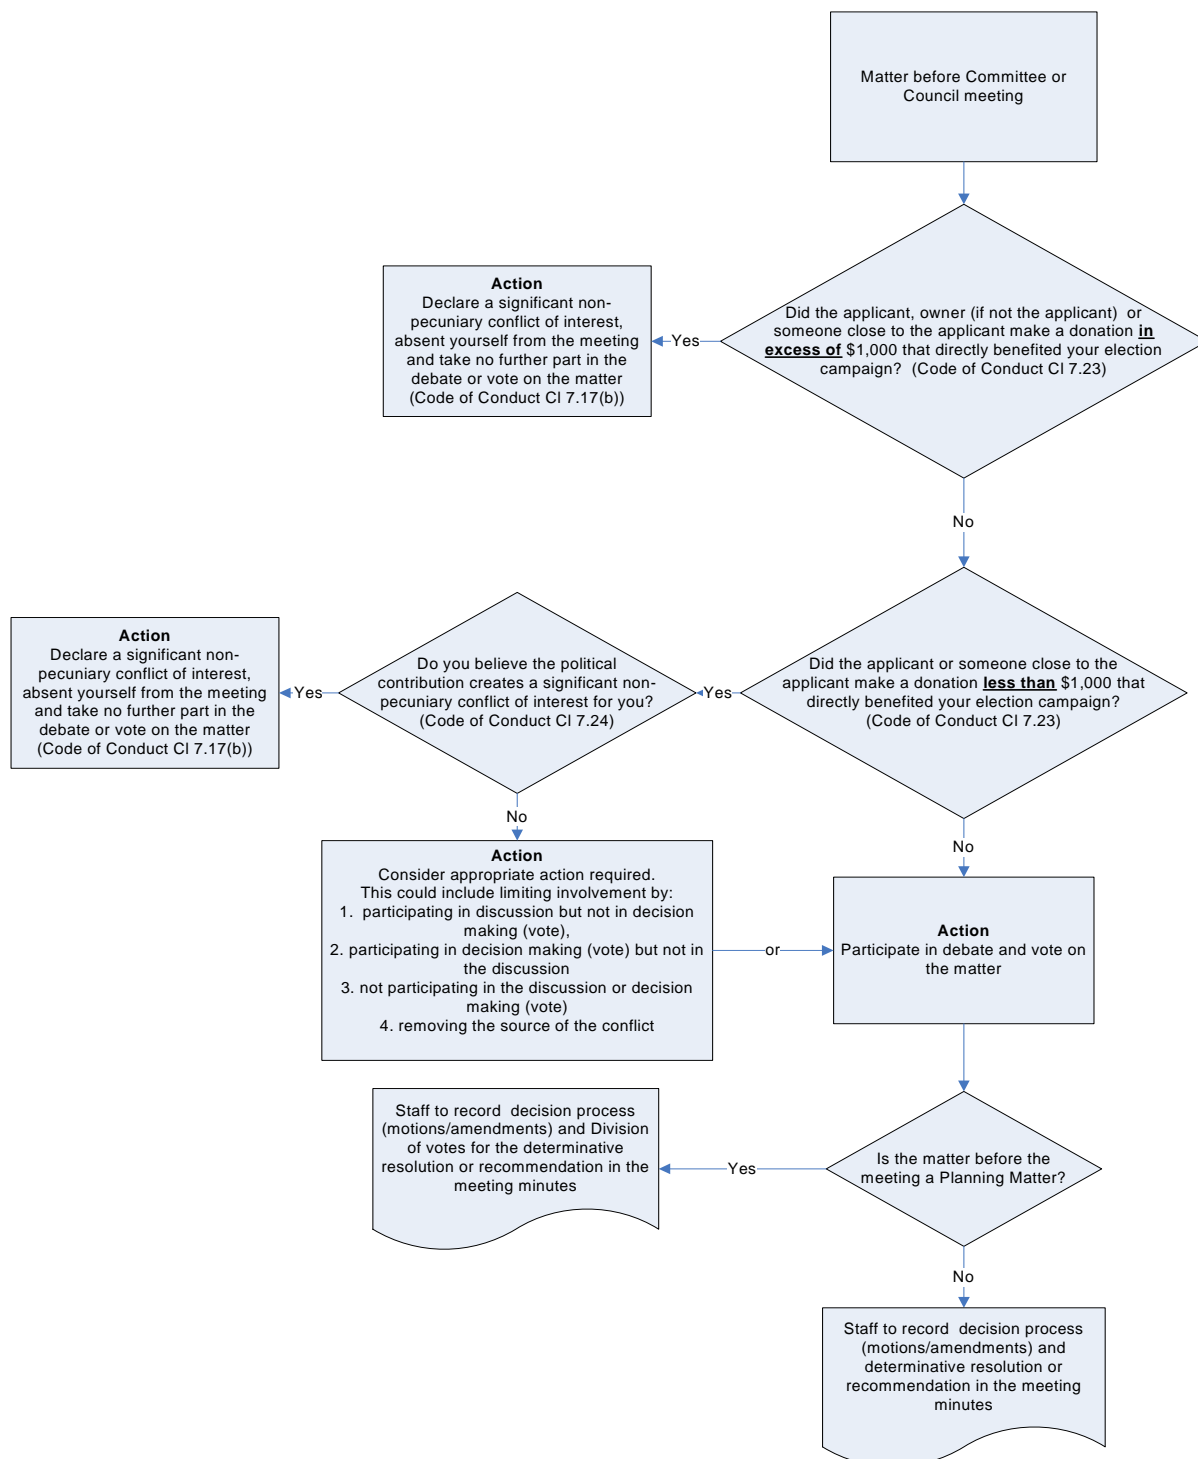 Matter before Committee or
Council meeting
Did the applicant, owner (if not the applicant)  or
someone close to the applicant make a donation in
excess of $1,000 that directly benefited your election
campaign?  (Code of Conduct Cl 7.23)
Yes
Action
Declare a significant non-
pecuniary conflict of interest,
absent yourself from the meeting
and take no further part in the
debate or vote on the matter
(Code of Conduct Cl 7.17(b))
No
Did the applicant or someone close to the
applicant make a donation less than $1,000 that
directly benefited your election campaign?
(Code of Conduct Cl 7.23)
Yes
Do you believe the political
contribution creates a significant non-
pecuniary conflict of interest for you?
(Code of Conduct Cl 7.24)
Yes
Action
Declare a significant non-
pecuniary conflict of interest,
absent yourself from the meeting
and take no further part in the
debate or vote on the matter
(Code of Conduct Cl 7.17(b))
No
Action
Consider appropriate action required.
This could include limiting involvement by:
1.  participating in discussion but not in decision
making (vote),
2. participating in decision making (vote) but not in
the discussion
3. not participating in the discussion or decision
making (vote)
4. removing the source of the conflict
or
No
Action
Participate in debate and vote on
the matter
Is the matter before the
meeting a Planning Matter?
Yes
Staff to record  decision process
(motions/amendments) and Division
of votes for the determinative
resolution or recommendation in the
meeting minutes
No
Staff to record  decision process
(motions/amendments) and
determinative resolution or
recommendation in the meeting
minutes